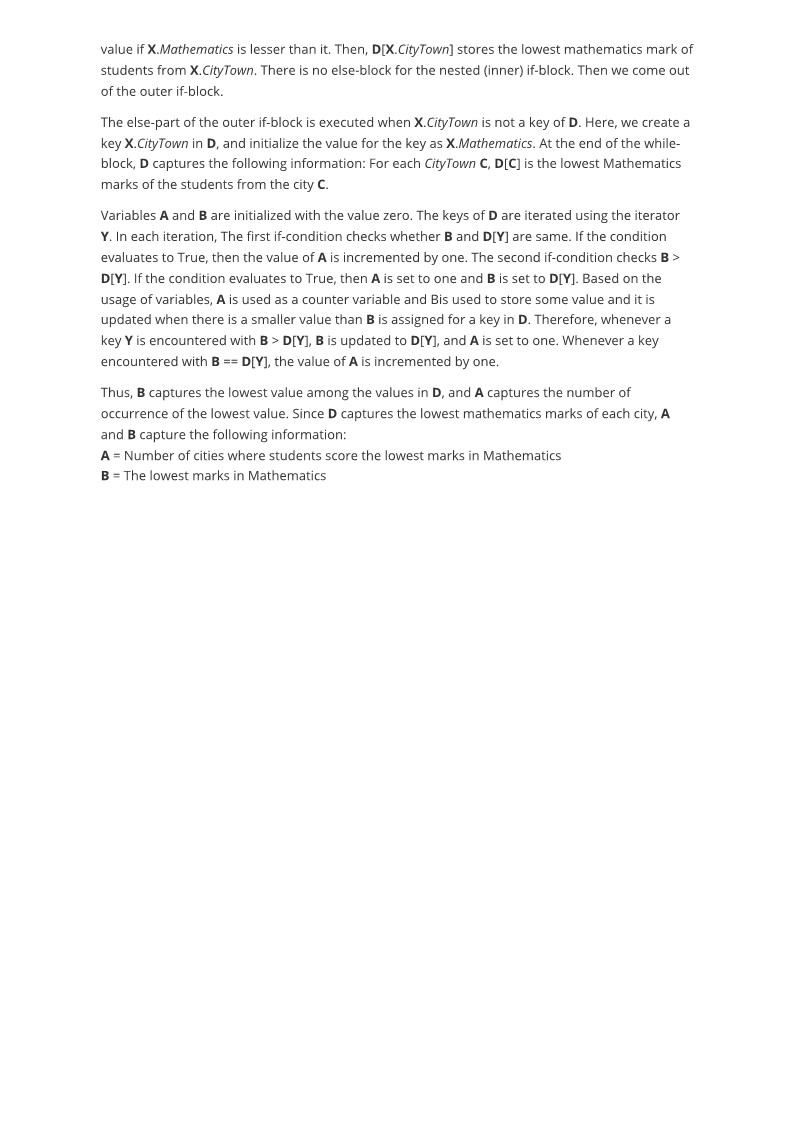 value if X.Mathematics is lesser than it. Then, D[X.CityTown] stores the lowest mathematics mark of
students from X.CityTown. There is no else-block for the nested (inner) if-block. Then we come out
of the outer if-block.
The else-part of the outer if-block is executed when X.CityTown is not a key of D. Here, we create a
key X.CityTown in D, and initialize the value for the key as X.Mathematics. At the end of the while-
block, D captures the following information: For each CityTown C, D[C] is the lowest Mathematics
marks of the students from the city C.
Variables A and B are initialized with the value zero. The keys of D are iterated using the iterator
Y. In each iteration, The first if-condition checks whether B and D[Y] are same. If the condition
evaluates to True, then the value of A is incremented by one. The second if-condition checks B >
D[Y]. If the condition evaluates to True, then A is set to one and B is set to D[Y]. Based on the
usage of variables, A is used as a counter variable and Bis used to store some value and it is
updated when there is a smaller value than B is assigned for a key in D. Therefore, whenever a
key Y is encountered with B > D[Y], B is updated to D[Y], and A is set to one. Whenever a key
encountered with B == D[Y], the value of A is incremented by one.
Thus, B captures the lowest value among the values in D, and A captures the number of
occurrence of the lowest value. Since D captures the lowest mathematics marks of each city, A
and B capture the following information:
A = Number of cities where students score the lowest marks in Mathematics
B = The lowest marks in Mathematics